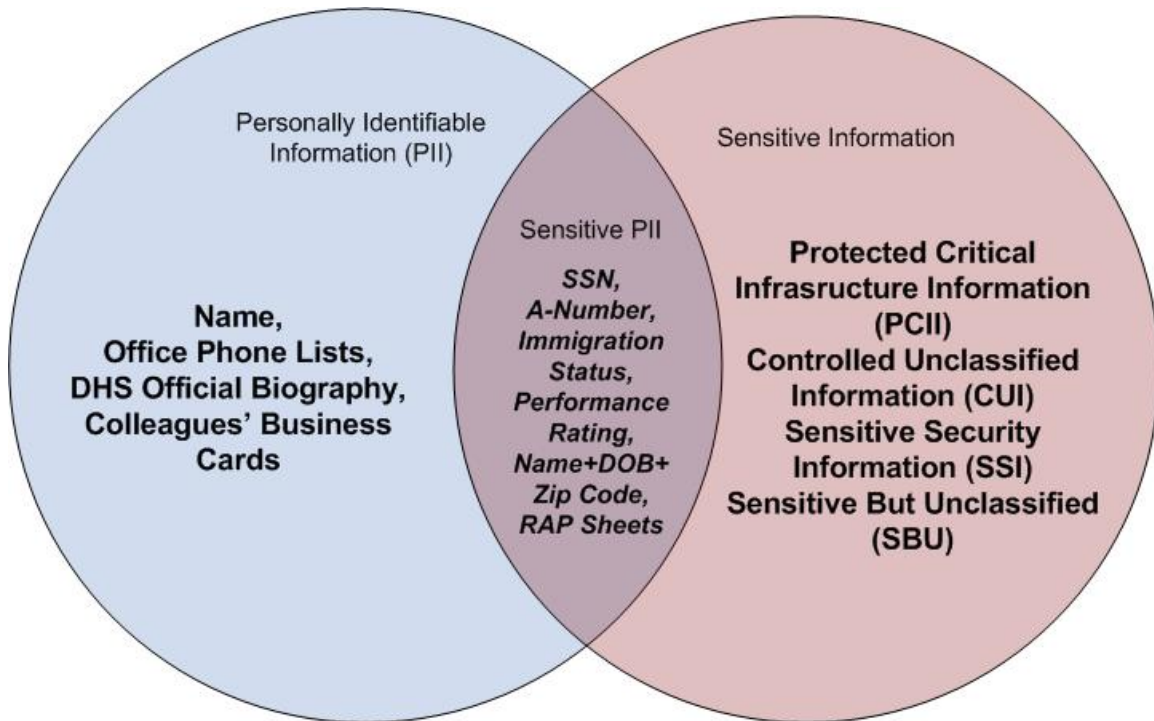 Personally Identifiable
Information (PII)
Name,
Office Phone Lists,
DHS Official Biography,
Colleagues’ Business
Cards
Sensitive PII
SSN,
A-Number,
Immigration
Status,
Performance
Rating,
Name+DOB+
Zip Code,
RAP Sheets
Sensitive Information
Protected Critical
Infrasructure Information
(PCII)
Controlled Unclassified
Information (CUI)
Sensitive Security
Information (SSI)
Sensitive But Unclassified
(SBU)